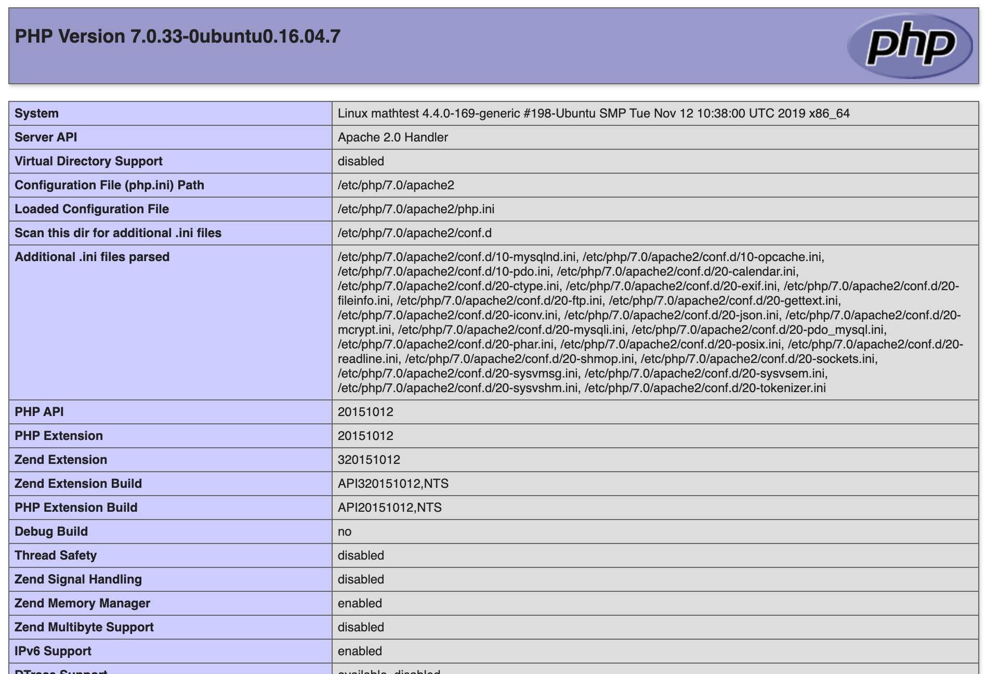 PHP Version 7.0.33-0ubuntu0.16.04.7
php
System Linux mathtest 4.4.0-169-generic #198-Ubuntu SMP Tue Nov 12 10:38:00 UTC 2019 x86_64
Server API Apache 2.0 Handler
Virtual Directory Support disabled
Configuration File (php.ini) Path /etc/php/7.0/apache2
Loaded Configuration File /etc/php/7.0/apache2/php.ini
Scan this dir for additional .ini files /etc/php/7.0/apache2/conf.d
Additional .ini files parsed /etc/php/7.0/apache2/conf.d/10-mysqlnd.ini, /etc/php/7.0/apache2/conf.d/10-opcache.ini,
/etc/php/7.0/apache2/conf.d/10-pdo.ini, /etc/php/7.0/apache2/conf.d/20-calendar.ini,
/etc/php/7.0/apache2/conf.d/20-ctype.ini, /etc/php/7.0/apache2/conf.d/20-exif.ini, /etc/php/7.0/apache2/conf.d/20-
fileinfo.ini, /etc/php/7.0/apache2/conf.d/20-ftp.ini, /etc/php/7.0/apache2/conf.d/20-gettext.ini,
/etc/php/7.0/apache2/conf.d/20-iconv.ini, /etc/php/7.0/apache2/conf.d/20-json.ini, /etc/php/7.0/apache2/conf.d/20-
mcrypt.ini, /etc/php/7.0/apache2/conf.d/20-mysqli.ini, /etc/php/7.0/apache2/conf.d/20-pdo_mysql.ini,
/etc/php/7.0/apache2/conf.d/20-phar.ini, /etc/php/7.0/apache2/conf.d/20-posix.ini, /etc/php/7.0/apache2/conf.d/20-
readline.ini, /etc/php/7.0/apache2/conf.d/20-shmop.ini, /etc/php/7.0/apache2/conf.d/20-sockets.ini,
/etc/php/7.0/apache2/conf.d/20-sysvmsg.ini, /etc/php/7.0/apache2/conf.d/20-sysvsem.ini,
/etc/php/7.0/apache2/conf.d/20-sysvshm.ini, /etc/php/7.0/apache2/conf.d/20-tokenizer.ini
PHP API 20151012
PHP Extension 20151012
Zend Extension 320151012
Zend Extension Build API320151012,NTS
PHP Extension Build API20151012,NTS
Debug Build no
Thread Safety disabled
Zend Signal Handling disabled
Zend Memory Manager enabled
Zend Multibyte Support disabled
IPv6 Support enabled
DTrace Support available, disabled